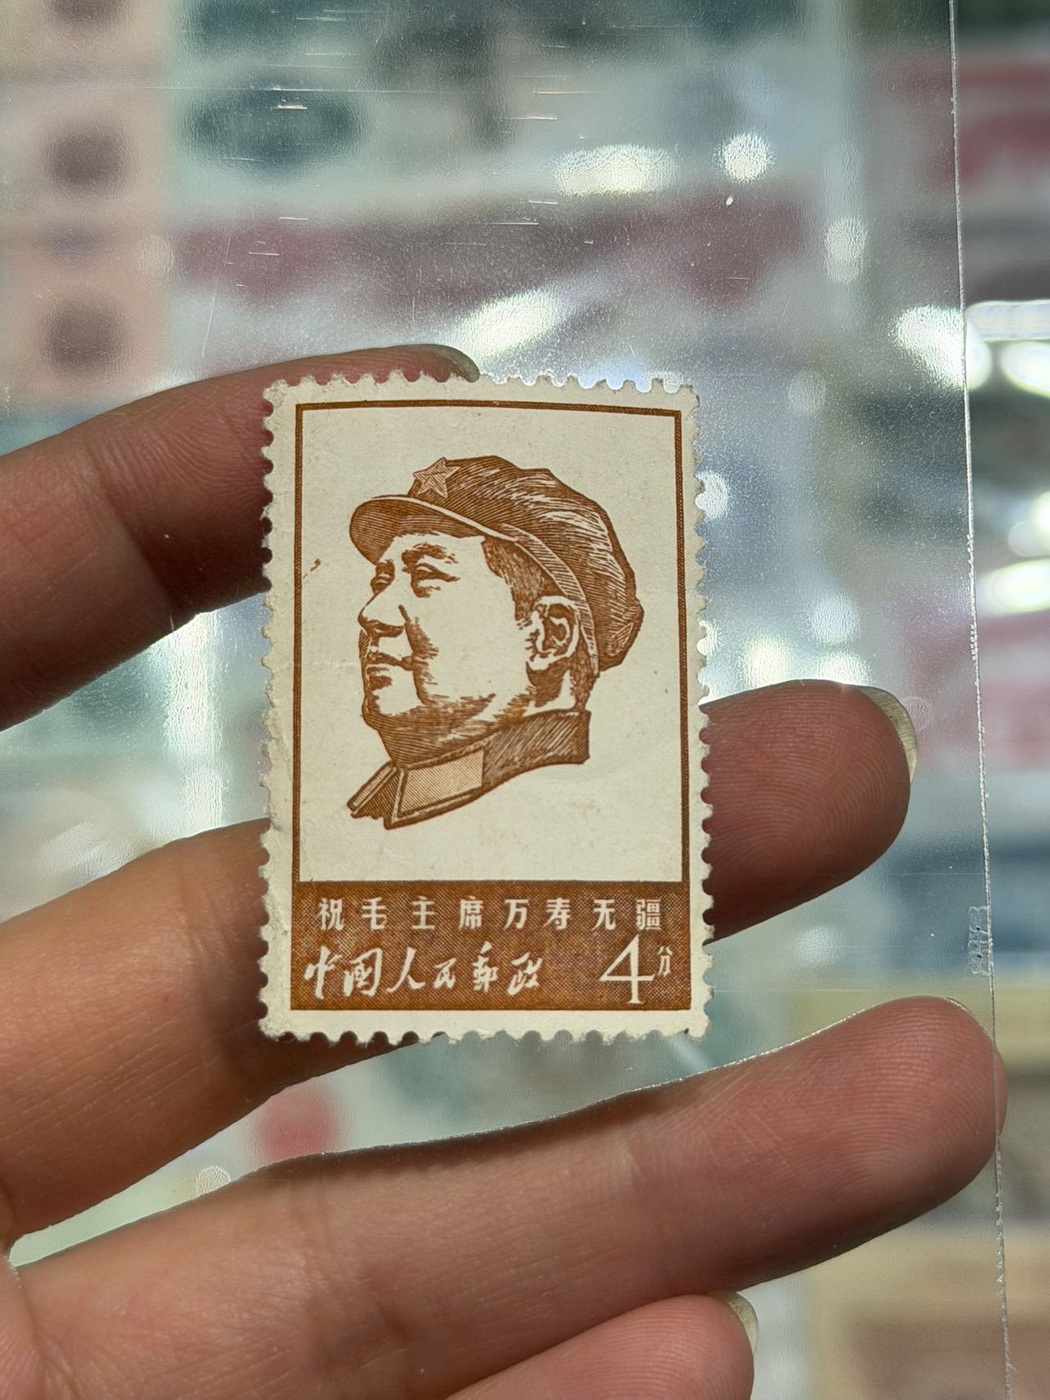 祝毛主席万寿无疆
中国人民邮政
4分